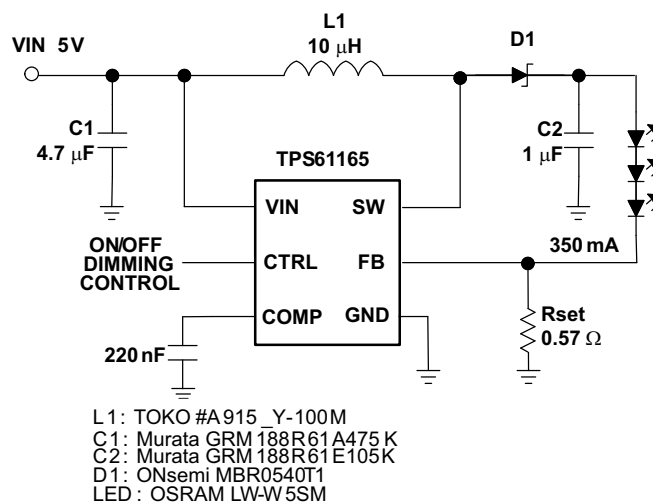 L1
10 μH
VIN 5V
D1
C1
4.7 μF
C2
1 μF
TPS61165
VIN SW
ON/OFF
DIMMING
CONTROL
CTRL FB
350 mA
COMP GND
Rset
0.57 Ω
220 nF
L1: TOKO #A915_Y-100M
C1: Murata GRM188R61A475K
C2: Murata GRM188R61E105K
D1: ONsemi MBR0540T1
LED: OSRAM LW-W5SM